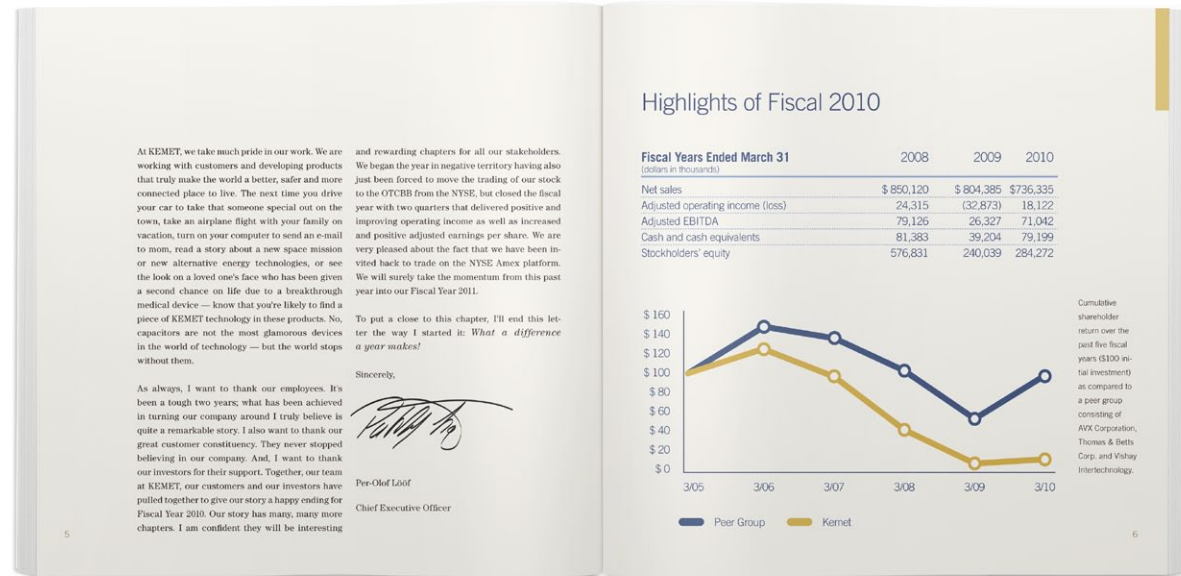 At KEMET, we take much pride in our work. We are
working with customers and developing products
that truly make the world a better, safer and more
connected place to live. The next time you drive
your car to take that someone special out on the
town, take an airplane flight with your family on
vacation, turn on your computer to send an e-mail
to mom, read a story about a new space mission
or new alternative energy technologies, or see
the look on a loved one's face who has been given
a second chance on life due to a breakthrough
medical device — know that you're likely to find a
piece of KEMET technology in these products. No,
capacitors are not the most glamorous devices
in the world of technology — but the world stops
without them.
As always, I want to thank our employees. It's
been a tough two years; what has been achieved
in turning our company around I truly believe is
quite a remarkable story. I also want to thank our
great customer constituency. They never stopped
believing in our company. And, I want to thank
our investors for their support. Together, our team
at KEMET, our customers and our investors have
pulled together to give our story a happy ending for
Fiscal Year 2010. Our story has many, many more
chapters. I am confident they will be interesting
and rewarding chapters for all our stakeholders.
We began the year in negative territory having also
just been forced to move the trading of our stock
to the OTCBB from the NYSE, but closed the fiscal
year with two quarters that delivered positive and
improving operating income as well as increased
and positive adjusted earnings per share. We are
very pleased about the fact that we have been in-
vited back to trade on the NYSE Amex platform.
We will surely take the momentum from this past
year into our Fiscal Year 2011.
To put a close to this chapter, I'll end this let-
ter the way I started it: What a difference
a year makes!
Sincerely,
Per-Olof Lööf
Chief Executive Officer
5
Highlights of Fiscal 2010
Fiscal Years Ended March 31 2008 2009 2010
(dollars in thousands)
Net sales $ 850,120 $ 804,385 $736,335
Adjusted operating income (loss) 24,315 (32,873) 18,122
Adjusted EBITDA 79,126 26,327 71,042
Cash and cash equivalents 81,383 39,204 79,199
Stockholders' equity 576,831 240,039 284,272
$ 160
$ 140
$ 120
$ 100
$ 80
$ 60
$ 40
$ 20
$ 0
3/05 3/06 3/07 3/08 3/09 3/10
Peer Group Kemet
Cumulative
shareholder
return over the
past five fiscal
years ($100 ini-
tial investment)
as compared to
a peer group
consisting of
AVX Corporation,
Thomas & Betts
Corp. and Vishay
Intertechnology.
6